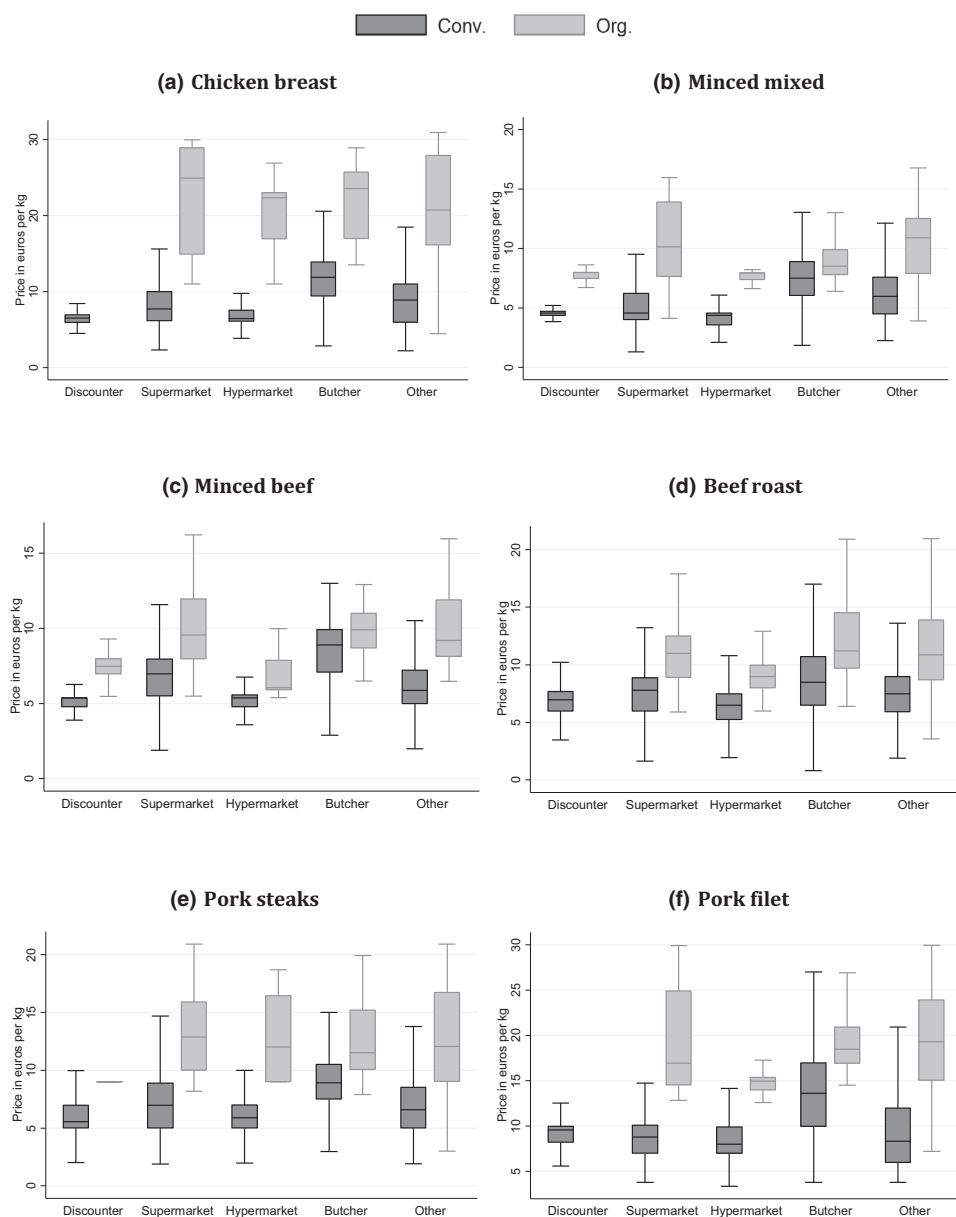 Conv. Org.
(a) Chicken breast
Price in euros per kg
0 10 20 30
Discounter Supermarket Hypermarket Butcher Other
(b) Minced mixed
Price in euros per kg
0 5 10 15 20
Discounter Supermarket Hypermarket Butcher Other
(c) Minced beef
Price in euros per kg
0 5 10 15
Discounter Supermarket Hypermarket Butcher Other
(d) Beef roast
Price in euros per kg
0 5 10 15 20
Discounter Supermarket Hypermarket Butcher Other
(e) Pork steaks
Price in euros per kg
0 5 10 15 20
Discounter Supermarket Hypermarket Butcher Other
(f) Pork filet
Price in euros per kg
5 10 15 20 25 30
Discounter Supermarket Hypermarket Butcher Other